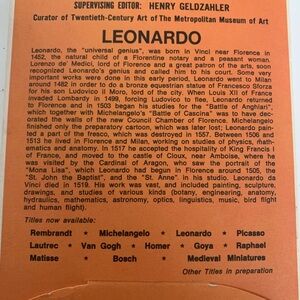 SUPERVISING EDITOR: HENRY GELDZAHLER
Curator of Twentieth-Century Art of The Metropolitan Museum of Art
LEONARDO
Leonardo, the "universal genius", was born in Vinci near Florence in
1452, the natural child of a Florentine notary and a peasant woman.
Lorenzo de' Medici, lord of Florence and a great patron of the arts, soon
recognized Leonardo's genius and called him to his court. Some very
important works were done in this early period. Leonardo went to Milan
around 1482 in order to do a bronze equestrian statue of Francesco Sforza
for his son Ludovico il Moro, lord of the city. When Louis XII of France
invaded Lombardy in 1499, forcing Ludovico to flee, Leonardo returned
to Florence and in 1503 began his studies for the "Battle of Anghiari",
which together with Michelangelo's "Battle of Cascina" was to have decor-
ated the walls of the new Council Chamber of Florence. Michelangelo
finished only the preparatory cartoon, which was later lost; Leonardo pain-
ted a part of the fresco, which was destroyed in 1557. Between 1506 and
1513 he lived in Florence and Milan, working on studies of physics, math-
ematics and anatomy. In 1517 he accepted the hospitality of King Francis I
of France, and moved to the castle of Cloux, near Amboise, where he
was visited by the Cardinal of Aragon, who saw the portrait of the
"Mona Lisa", which Leonardo had begun in Florence around 1505, the
"St. John the Baptist", and the "St. Anne" in his studio. Leonardo da
Vinci died in 1519. His work was vast, and included painting, sculpture,
drawings, and studies of various kinds (botany, engineering, anatomy,
hydraulics, mathematics, astronomy, optics, linguistics, music, bird flight
and human flight).
Titles now available:
Rembrandt ★ Michelangelo ★ Leonardo ★ Picasso
Lautrec ★ Van Gogh ★ Homer ★ Goya ★ Raphael
Matisse ★ Bosch ★ Medieval Miniatures
Other Titles in preparation